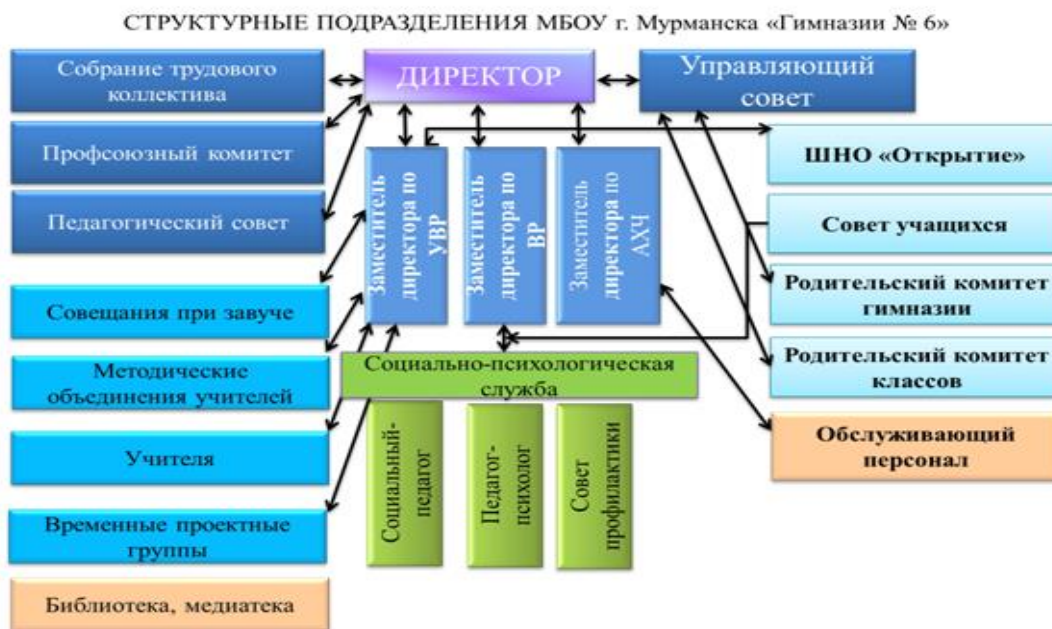 СТРУКТУРНЫЕ ПОДРАЗДЕЛЕНИЯ МБОУ г. Мурманска «Гимназии № 6»
Собрание трудового
коллектива
ДИРЕКТОР
Управляющий
совет
Профсоюзный комитет
Педагогический совет
Заместитель
директора по
УВР
Заместитель
директора по
ВР
Заместитель
директора по
АХЧ
ШНО «Открытие»
Совет учащихся
Родительский комитет
гимназии
Родительский комитет
классов
Обслуживающий
персонал
Совещания при завуче
Методические
объединения учителей
Учителя
Временные проектные
группы
Библиотека, медиатека
Социально-психологическая
служба
Социальный-
педагог
Педагог-
психолог
Совет
профилактики